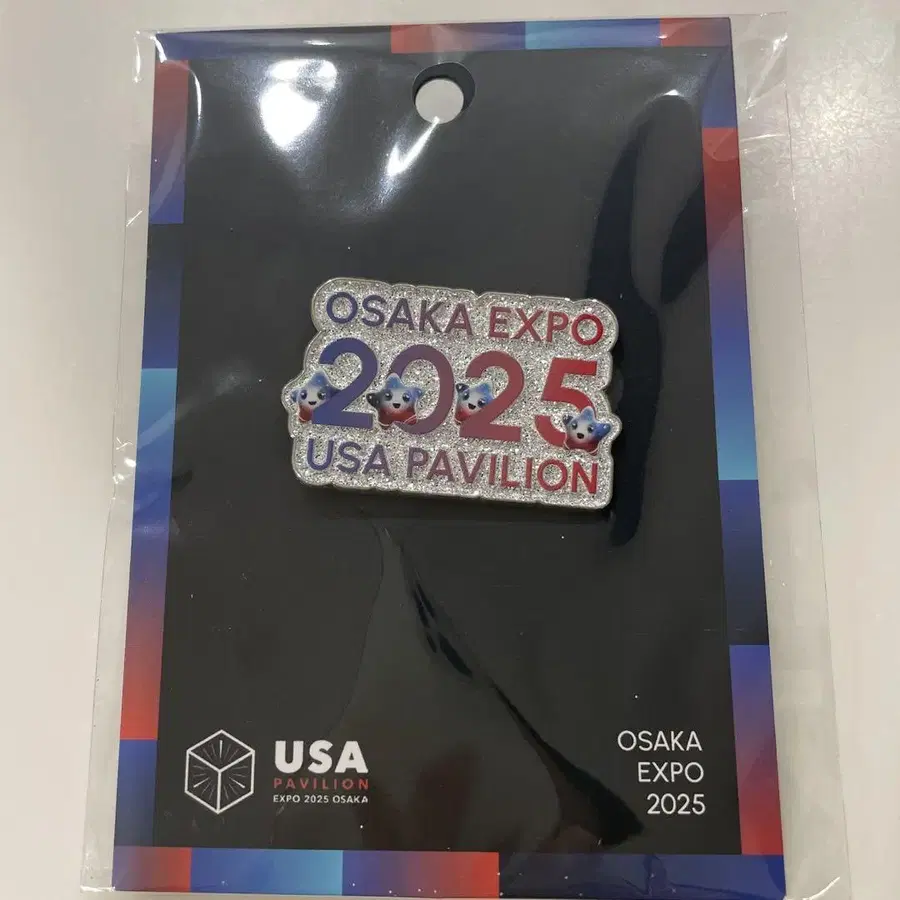 OSAKA EXPO
2025
USA PAVILION
USA
PAVILION
EXPO 2025 OSAKA
OSAKA
EXPO
2025